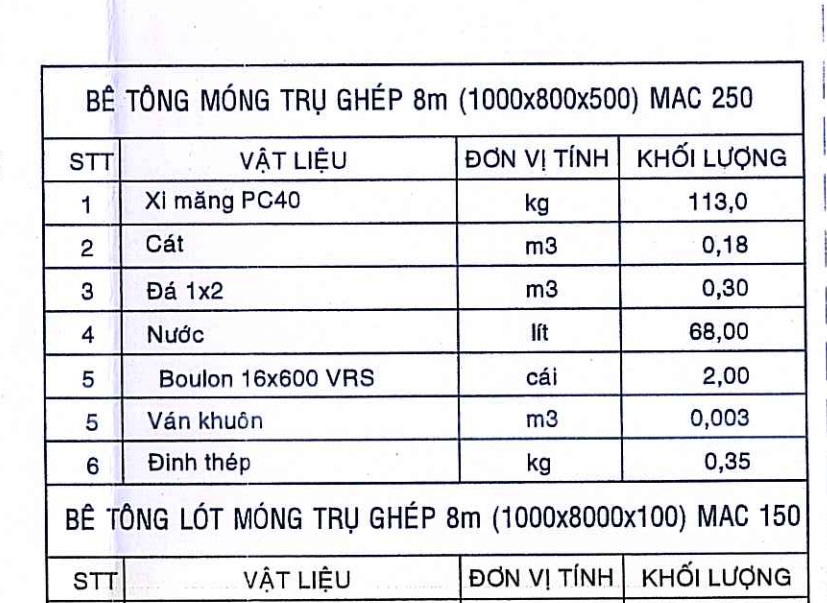 BÊ TÔNG MÓNG TRỤ GHÉP 8m (1000x800x500) MAC 250
STT VẬT LIỆU ĐƠN VỊ TÍNH KHỐI LƯỢNG
1 Xi măng PC40 kg 113,0
2 Cát m3 0,18
3 Đá 1x2 m3 0,30
4 Nước lít 68,00
5 Boulon 16x600 VRS cái 2,00
5 Ván khuôn m3 0,003
6 Đinh thép kg 0,35
BÊ TÔNG LÓT MÓNG TRỤ GHÉP 8m (1000x8000x100) MAC 150
STT VẬT LIỆU ĐƠN VỊ TÍNH KHỐI LƯỢNG